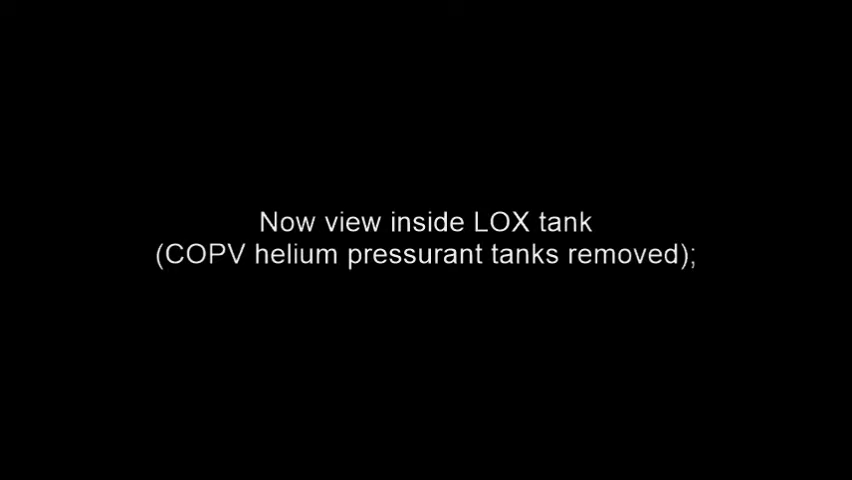 Now view inside LOX tank
(COPV helium pressurant tanks removed);